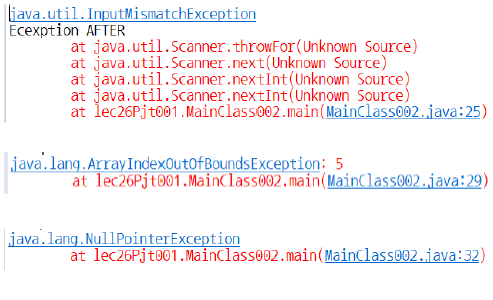 java.util.InputMismatchException
Ecexption AFTER
at java.util.Scanner.throwFor(Unknown Source)
at java.util.Scanner.next(Unknown Source)
at java.util.Scanner.nextInt(Unknown Source)
at java.util.Scanner.nextInt(Unknown Source)
at lec26Pjt001.MainClass002.main(MainClass002.java:25)
java.lang.ArrayIndexOutOfBoundsException: 5
at lec26Pjt001.MainClass002.main(MainClass002.java:29)
java.lang.NullPointerException
at lec26Pjt001.MainClass002.main(MainClass002.java:32)